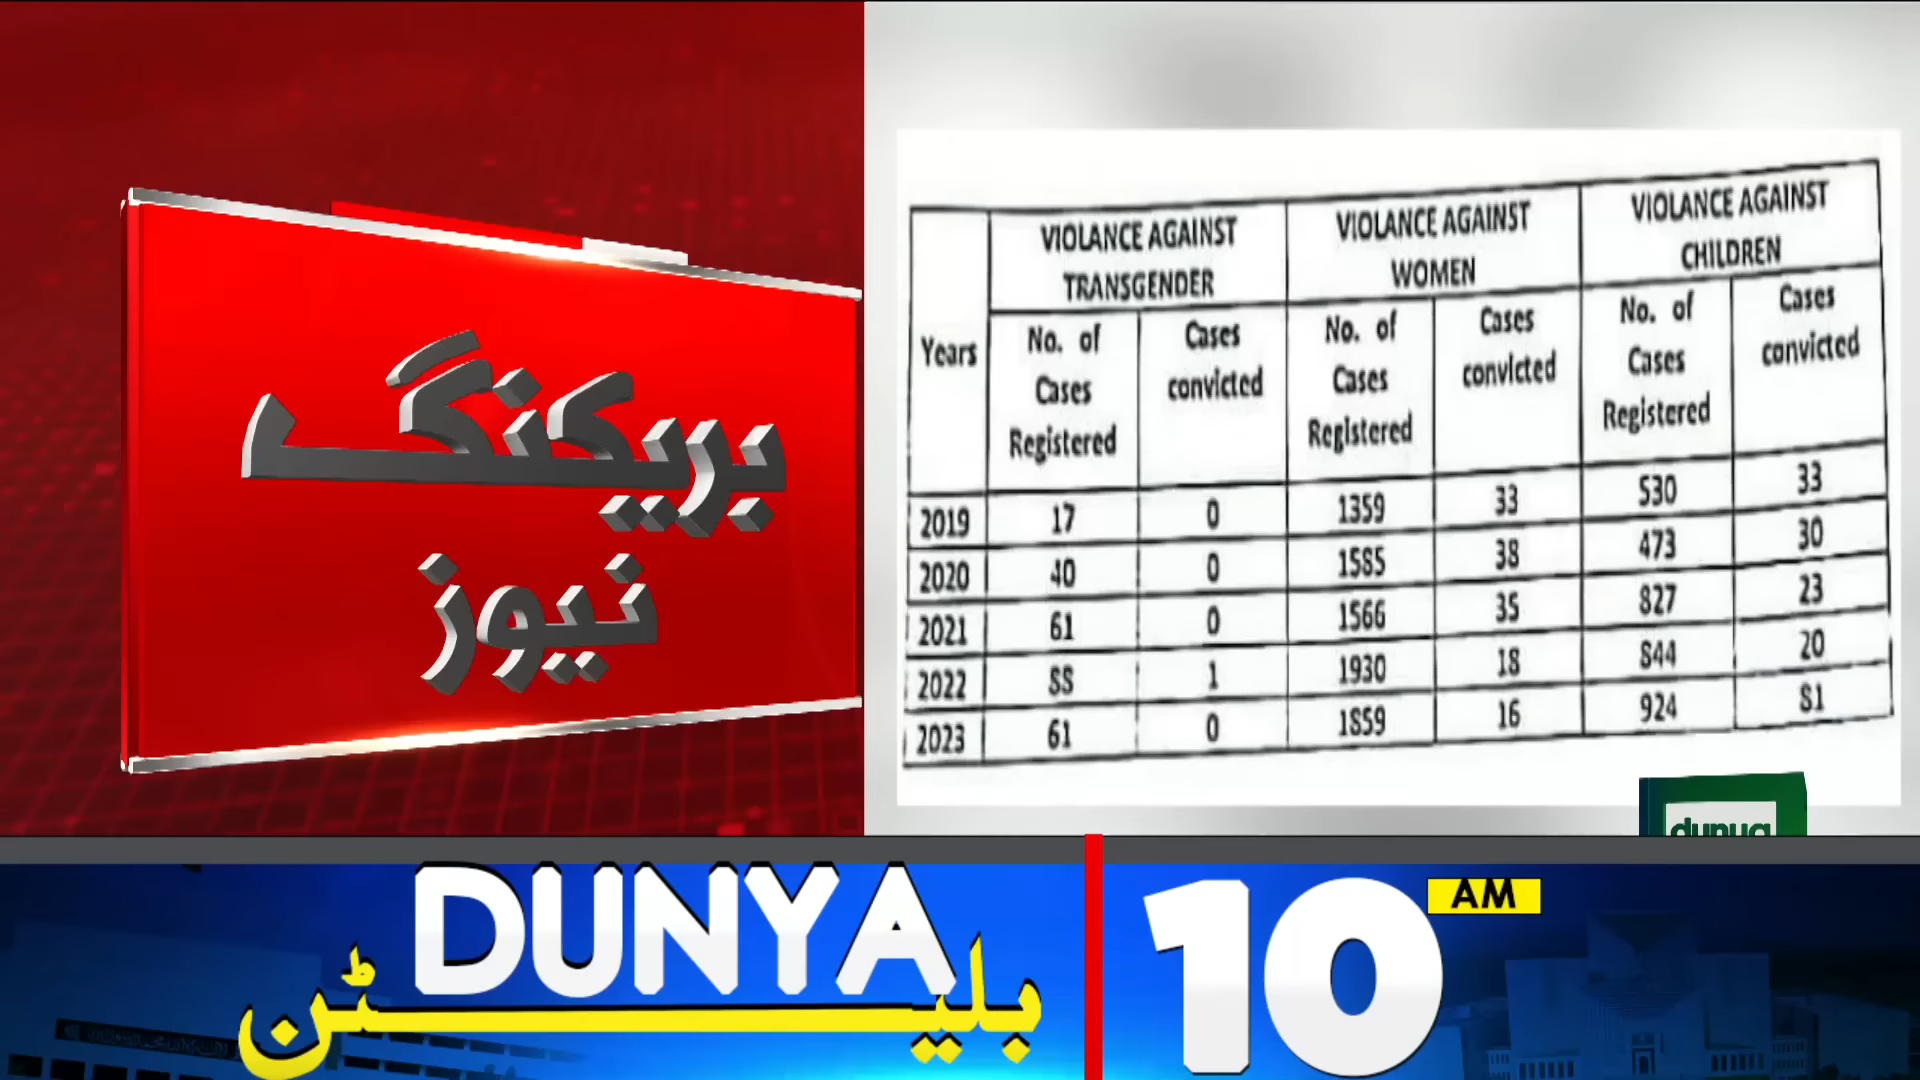 بریکنگ
نیوز
Years
VIOLANCE AGAINST
TRANSGENDER
VIOLANCE AGAINST
WOMEN
VIOLANCE AGAINST
CHILDREN
No. of
Cases
Registered
Cases
convicted
No. of
Cases
Registered
Cases
convicted
No. of
Cases
Registered
Cases
convicted
2019 17 0 1359 33 530 33
2020 40 0 1585 38 473 30
2021 61 0 1566 35 827 23
2022 88 1 1930 18 844 20
2023 61 0 1859 16 924 81
dunya
DUNYA
بلیٹن
10 AM